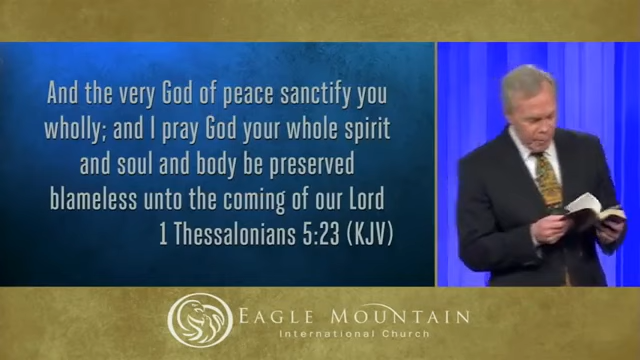 And the very God of peace sanctify you
wholly; and I pray God your whole spirit
and soul and body be preserved
blameless unto the coming of our Lord
1 Thessalonians 5:23 (KJV)
EAGLE MOUNTAIN
International Church